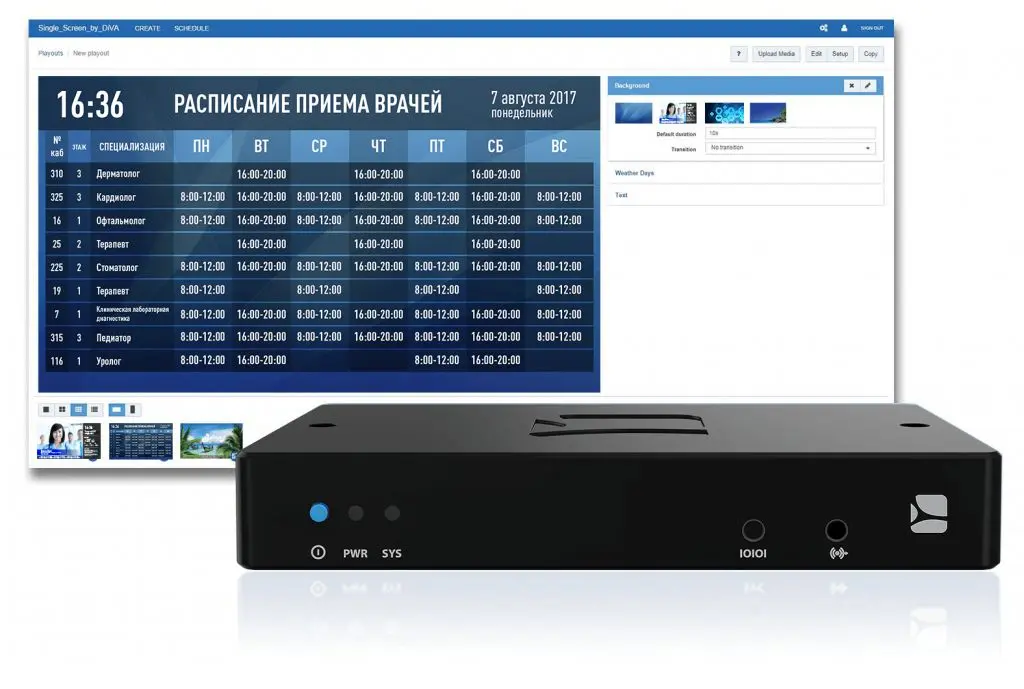 Single_Screen_by_DiVA CREATE SCHEDULE SIGN OUT
Playouts New playout ? Upload Media Edit Setup Copy
16:36 РАСПИСАНИЕ ПРИЕМА ВРАЧЕЙ 7 августа 2017
понедельник
№ каб ЭТАЖ СПЕЦИАЛИЗАЦИЯ ПН ВТ СР ЧТ ПТ СБ ВС
310 3 Дерматолог 16:00-20:00 16:00-20:00 16:00-20:00
325 3 Кардиолог 8:00-12:00 16:00-20:00 8:00-12:00 16:00-20:00 8:00-12:00 16:00-20:00 8:00-12:00
16 1 Офтальмолог 8:00-12:00 16:00-20:00 8:00-12:00 16:00-20:00 8:00-12:00 16:00-20:00 8:00-12:00
25 2 Терапевт 16:00-20:00 16:00-20:00 16:00-20:00
225 2 Стоматолог 8:00-12:00 16:00-20:00 8:00-12:00 16:00-20:00 8:00-12:00 16:00-20:00 8:00-12:00
19 1 Терапевт 8:00-12:00 8:00-12:00 8:00-12:00 8:00-12:00
7 1 Клиническая лабораторная диагностика 8:00-12:00 16:00-20:00 8:00-12:00 16:00-20:00 8:00-12:00 16:00-20:00 8:00-12:00
315 3 Педиатор 8:00-12:00 16:00-20:00 8:00-12:00 16:00-20:00 8:00-12:00 16:00-20:00 8:00-12:00
116 1 Уролог 8:00-12:00 16:00-20:00 8:00-12:00 16:00-20:00
Background
Default duration 10s
Transition No transition
Weather Days
Text
PWR SYS IOIOI